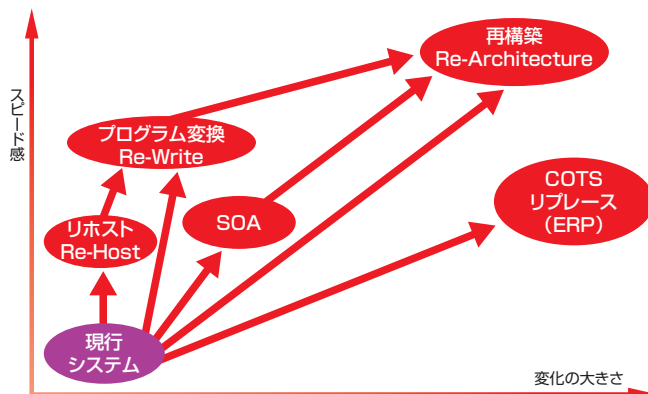 スピード感
再構築
Re-Architecture
プログラム変換
Re-Write
COTS
リプレース
（ERP）
リホスト
Re-Host
SOA
現行
システム
変化の大きさ